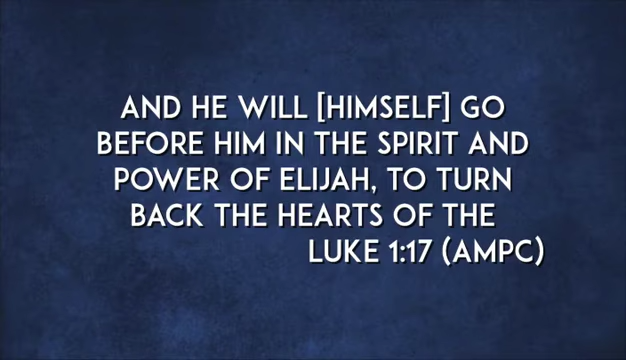 AND HE WILL [HIMSELF] GO
BEFORE HIM IN THE SPIRIT AND
POWER OF ELIJAH, TO TURN
BACK THE HEARTS OF THE
LUKE 1:17 (AMPC)